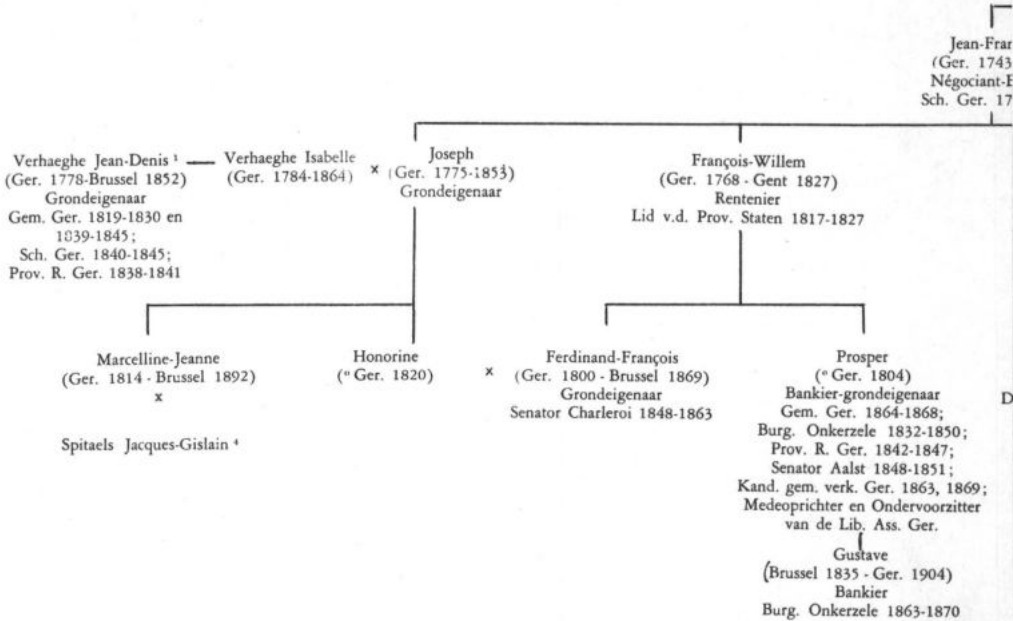 Jean-Fran
(Ger. 1743
Négociant-B
Sch. Ger. 17
Verhaeghe Jean-Denis ¹
(Ger. 1778-Brussel 1852)
Grondeigenaar
Gem. Ger. 1819-1830 en
1839-1845;
Sch. Ger. 1840-1845;
Prov. R. Ger. 1838-1841
Verhaeghe Isabelle
(Ger. 1784-1864)
x
Joseph
(Ger. 1775-1853)
Grondeigenaar
François-Willem
(Ger. 1768 - Gent 1827)
Rentenier
Lid v.d. Prov. Staten 1817-1827
Marcelline-Jeanne
(Ger. 1814 - Brussel 1892)
x
Spitaels Jacques-Gislain ⁴
Honorine
(° Ger. 1820)
x
Ferdinand-François
(Ger. 1800 - Brussel 1869)
Grondeigenaar
Senator Charleroi 1848-1863
Prosper
(° Ger. 1804)
Bankier-grondeigenaar
Gem. Ger. 1864-1868;
Burg. Onkerzele 1832-1850;
Prov. R. Ger. 1842-1847;
Senator Aalst 1848-1851;
Kand. gem. verk. Ger. 1863, 1869;
Medeoprichter en Ondervoorzitter
van de Lib. Ass. Ger.
Gustave
(Brussel 1835 - Ger. 1904)
Bankier
Burg. Onkerzele 1863-1870
D